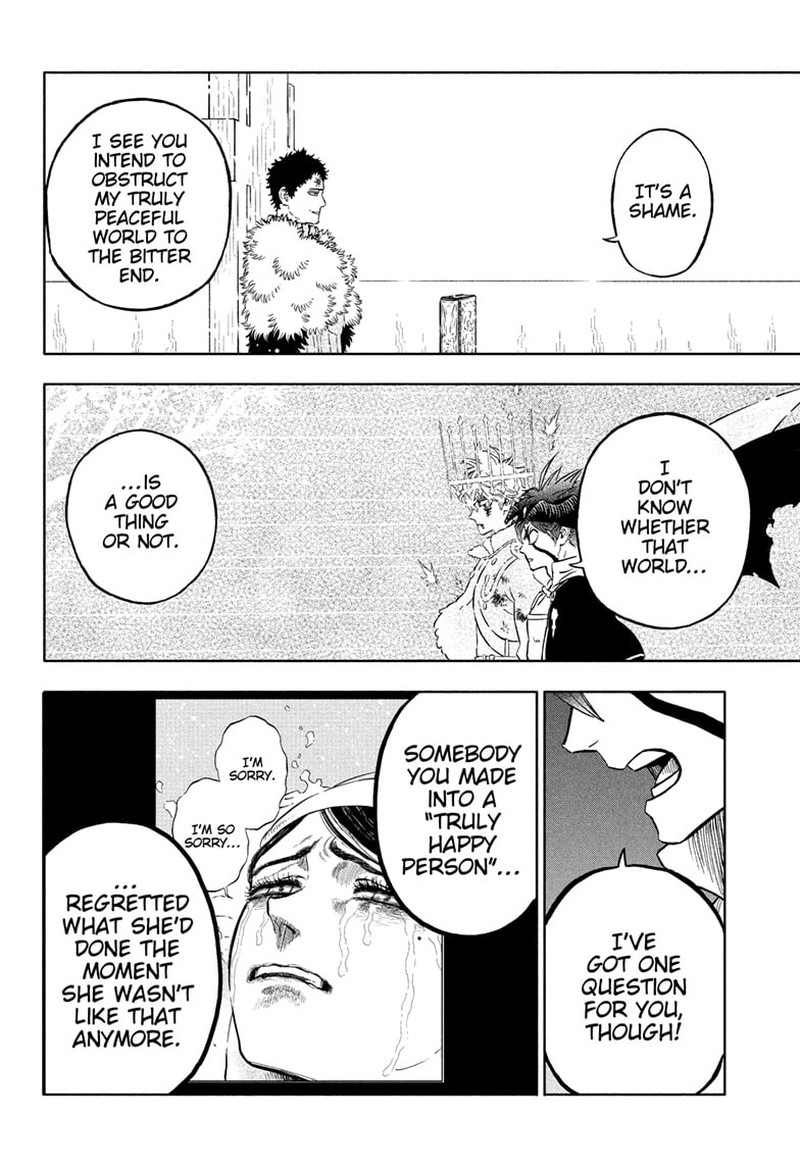 IT'S A
SHAME.
I SEE YOU
INTEND TO
OBSTRUCT
MY TRULY
PEACEFUL
WORLD TO
THE BITTER
END.
I
DON'T
KNOW
WHETHER
THAT
WORLD...
...IS
A GOOD
THING
OR NOT.
I'VE
GOT ONE
QUESTION
FOR YOU,
THOUGH!
SOMEBODY
YOU MADE
INTO A
"TRULY
HAPPY
PERSON"...
I'M
SORRY.
I'M SO
SORRY...
...
REGRETTED
WHAT SHE'D
DONE THE
MOMENT
SHE WASN'T
LIKE THAT
ANYMORE.